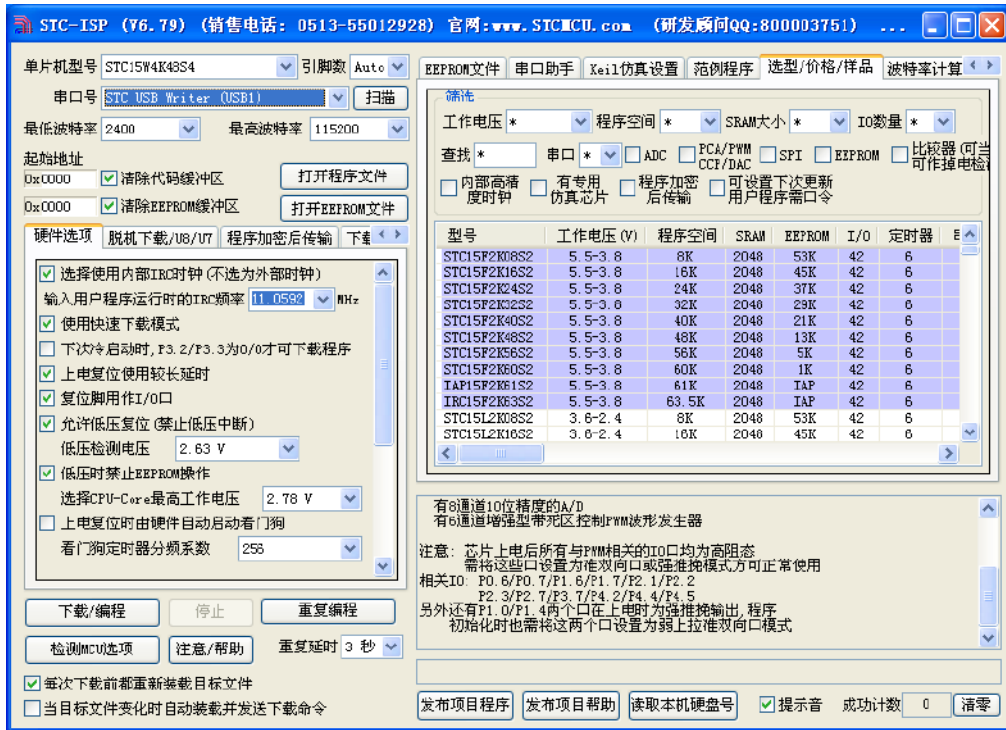 STC-ISP (V6.79) (销售电话: 0513-55012928) 官网:www.STCMCU.com (研发顾问QQ:800003751) ...
单片机型号 STC15W4K48S4 引脚数 Auto
串口号 STC USB Writer (USB1) 扫描
最低波特率 2400 最高波特率 115200
起始地址
0x0000 清除代码缓冲区 打开程序文件
0x0000 清除EEPROM缓冲区 打开EEPROM文件
硬件选项 脱机下载/U8/U7 程序加密后传输
选择使用内部IRC时钟(不选为外部时钟)
输入用户程序运行时的IRC频率 11.0592 MHz
使用快速下载模式
下次冷启动时,P3.2/P3.3为0/0才可下载程序
上电复位使用较长延时
复位脚用作I/O口
允许低压复位(禁止低压中断)
低压检测电压 2.63 V
低压时禁止EEPROM操作
选择CPU-Core最高工作电压 2.78 V
上电复位时由硬件自动启动看门狗
看门狗定时器分频系数 256
下载/编程 停止 重复编程
检测MCU选项 注意/帮助 重复延时 3 秒
每次下载前都重新装载目标文件
当目标文件变化时自动装载并发送下载命令
EEPROM文件 串口助手 Keil仿真设置 范例程序 选型/价格/样品 波特率计算
筛选
工作电压 * 程序空间 * SRAM大小 * IO数量 *
查找 * 串口 * ADC PCA/PWM CCP/DAC SPI EEPROM 比较器(可当可作掉电检
内部高精度时钟 有专用仿真芯片 程序加密后传输 可设置下次更新用户程序需口令
型号 工作电压(V) 程序空间 SRAM EEPROM I/O 定时器
STC15F2K08S2 5.5-3.8 8K 2048 53K 42 6
STC15F2K16S2 5.5-3.8 16K 2048 45K 42 6
STC15F2K24S2 5.5-3.8 24K 2048 37K 42 6
STC15F2K32S2 5.5-3.8 32K 2048 29K 42 6
STC15F2K40S2 5.5-3.8 40K 2048 21K 42 6
STC15F2K48S2 5.5-3.8 48K 2048 13K 42 6
STC15F2K56S2 5.5-3.8 56K 2048 5K 42 6
STC15F2K60S2 5.5-3.8 60K 2048 1K 42 6
IAP15F2K61S2 5.5-3.8 61K 2048 IAP 42 6
IRC15F2K63S2 5.5-3.8 63.5K 2048 IAP 42 6
STC15L2K08S2 3.6-2.4 8K 2048 53K 42 6
STC15L2K16S2 3.6-2.4 16K 2048 45K 42 6
有8通道10位精度的A/D
有6通道增强型带死区控制PWM波形发生器
注意: 芯片上电后所有与PWM相关的IO口均为高阻态
需将这些口设置为准双向口或强推挽模式方可正常使用
相关IO: P0.6/P0.7/P1.6/P1.7/P2.1/P2.2
P2.3/P2.7/P3.7/P4.2/P4.4/P4.5
另外还有P1.0/P1.4两个口在上电时为强推挽输出,程序
初始化时也需将这两个口设置为弱上拉准双向口模式
发布项目程序 发布项目帮助 读取本机硬盘号 提示音 成功计数 0 清零